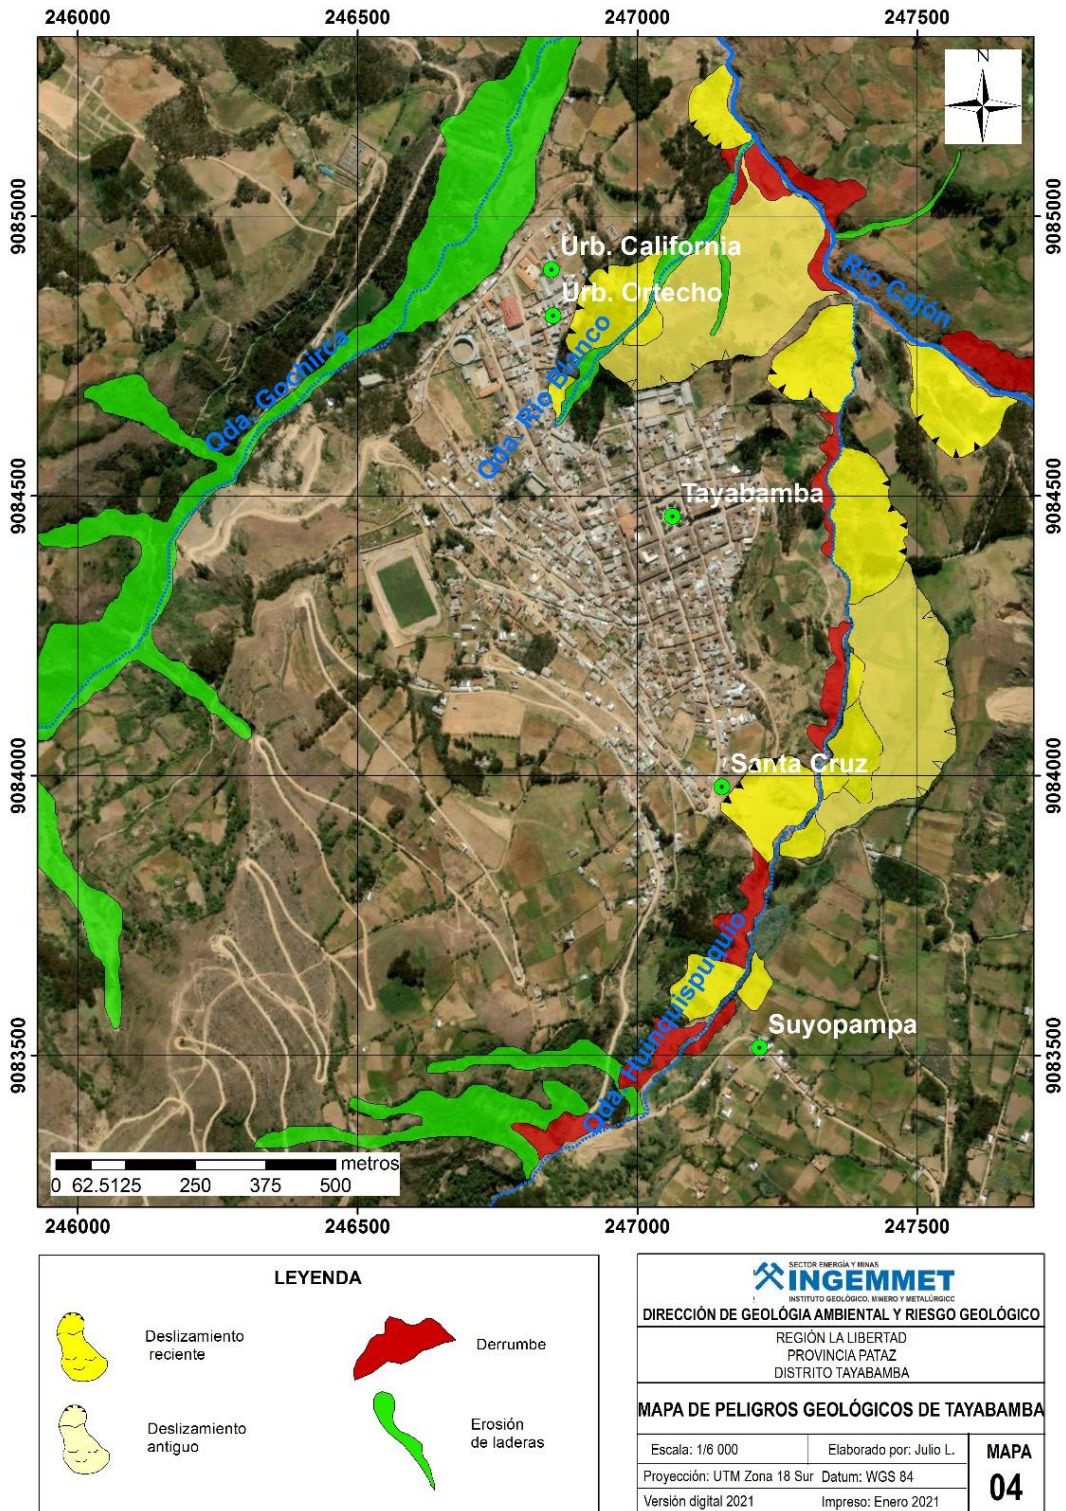 246000 246500 247000 247500
N
9085000 9085000
Urb. California
Urb. Ortecho
Río Cajón
Qda. Gochirca
Qda. Río Blanco
9084500 9084500
Tayabamba
9084000 9084000
Santa Cruz
Qda. Huinquispuquio
9083500 9083500
Suyopampa
metros
0 62.5125 250 375 500
246000 246500 247000 247500
LEYENDA
Deslizamiento
reciente
Derrumbe
Deslizamiento
antiguo
Erosión
de laderas
SECTOR ENERGÍA Y MINAS
INGEMMET
INSTITUTO GEOLÓGICO, MINERO Y METALÚRGICO
DIRECCIÓN DE GEOLÓGIA AMBIENTAL Y RIESGO GEOLÓGICO
REGIÓN LA LIBERTAD
PROVINCIA PATAZ
DISTRITO TAYABAMBA
MAPA DE PELIGROS GEOLÓGICOS DE TAYABAMBA
Escala: 1/6 000 Elaborado por: Julio L.
Proyección: UTM Zona 18 Sur Datum: WGS 84
Versión digital 2021 Impreso: Enero 2021
MAPA
04